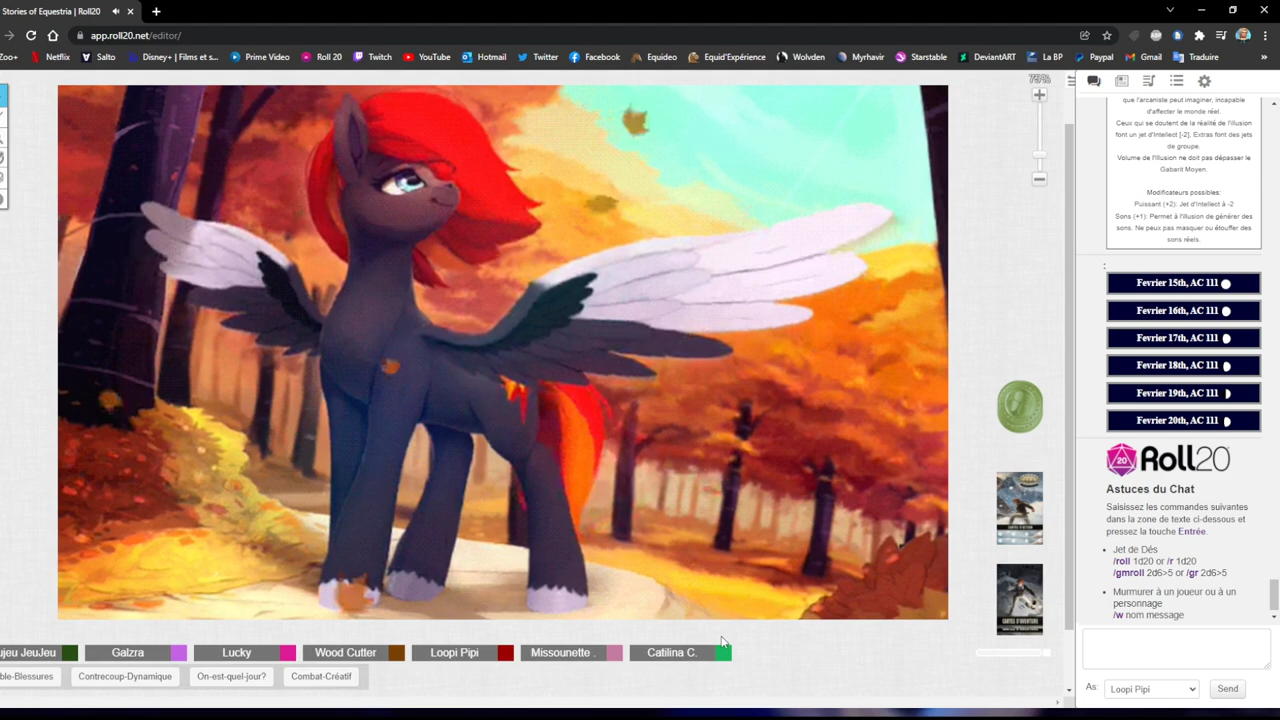 Stories of Equestria | Roll20
app.roll20.net/editor/
Zoo+ Netflix Salto Disney+ | Films et s... Prime Video Roll 20 Twitch YouTube Hotmail Twitter Facebook Equideo Equid'Expérience Wolvden Myrhavir Starstable DeviantART La BP Paypal Gmail Traduire »
75%
que l'arcaniste peut imaginer, incapable
d'affecter le monde réel.
Ceux qui se doutent de la réalité de l'illusion
font un jet d'Intellect [-2], Extras font des jets
de groupe.
Volume de l'Illusion ne doit pas dépasser le
Gabarit Moyen.
Modificateurs possibles:
Puissant (+2): Jet d'Intellect à -2
Sons (+1): Permet à l'illusion de générer des
sons. Ne peux pas masquer ou étouffer des
sons réels.
:
Fevrier 15th, AC 111
Fevrier 16th, AC 111
Fevrier 17th, AC 111
Fevrier 18th, AC 111
Fevrier 19th, AC 111
Fevrier 20th, AC 111
20 Roll20
Astuces du Chat
Saisissez les commandes suivantes
dans la zone de texte ci-dessous et
pressez la touche Entrée.
• Jet de Dés
/roll 1d20 or /r 1d20
/gmroll 2d6>5 or /gr 2d6>5
• Murmurer à un joueur ou à un
personnage
/w nom message
ujeu JeuJeu Galzra Lucky Wood Cutter Loopi Pipi Missounette . Catilina C.
ble-Blessures Contrecoup-Dynamique On-est-quel-jour? Combat-Créatif
As: Loopi Pipi Send